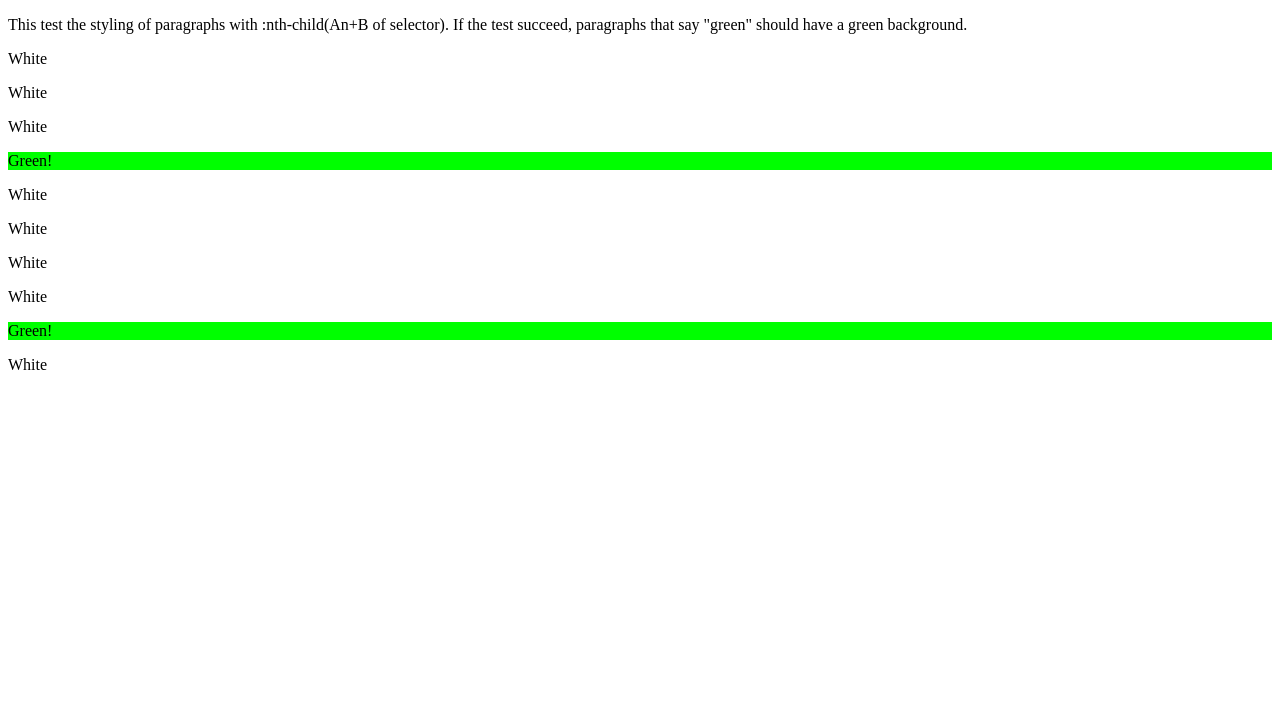 This test the styling of paragraphs with :nth-child(An+B of selector). If the test succeed, paragraphs that say "green" should have a green background.
White
White
White
Green!
White
White
White
White
Green!
White